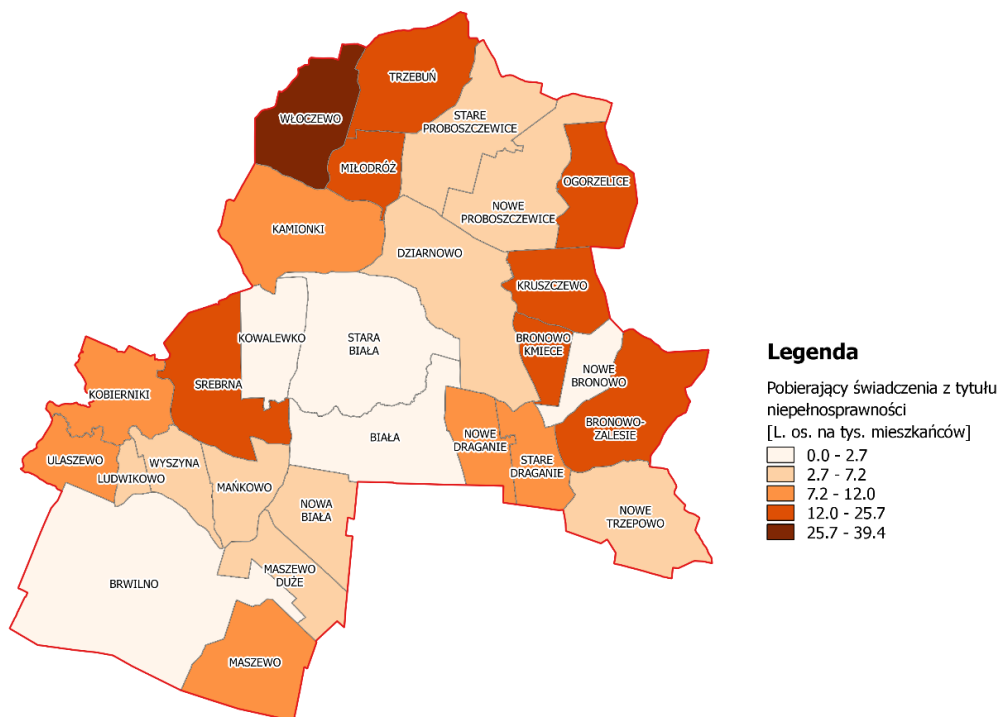 TRZEBUŃ
WŁOCZEWO
STARE
PROBOSZCZEWICE
MIŁODRÓŻ
OGORZELICE
NOWE
PROBOSZCZEWICE
KAMIONKI
DZIARNOWO
KRUSZCZEWO
KOWALEWKO
STARA
BIAŁA
BRONOWO
KMIECE
NOWE
BRONOWO
SREBRNA
KOBIERNIKI
BRONOWO-
ZALESIE
BIAŁA
NOWE
DRAGANIE
STARE
DRAGANIE
ULASZEWO
WYSZYNA
LUDWIKOWO
MAŃKOWO
NOWA
BIAŁA
NOWE
TRZEPOWO
MASZEWO
DUŻE
BRWILNO
MASZEWO
Legenda
Pobierający świadczenia z tytułu
niepełnosprawności
[L. os. na tys. mieszkańców]
0.0 - 2.7
2.7 - 7.2
7.2 - 12.0
12.0 - 25.7
25.7 - 39.4